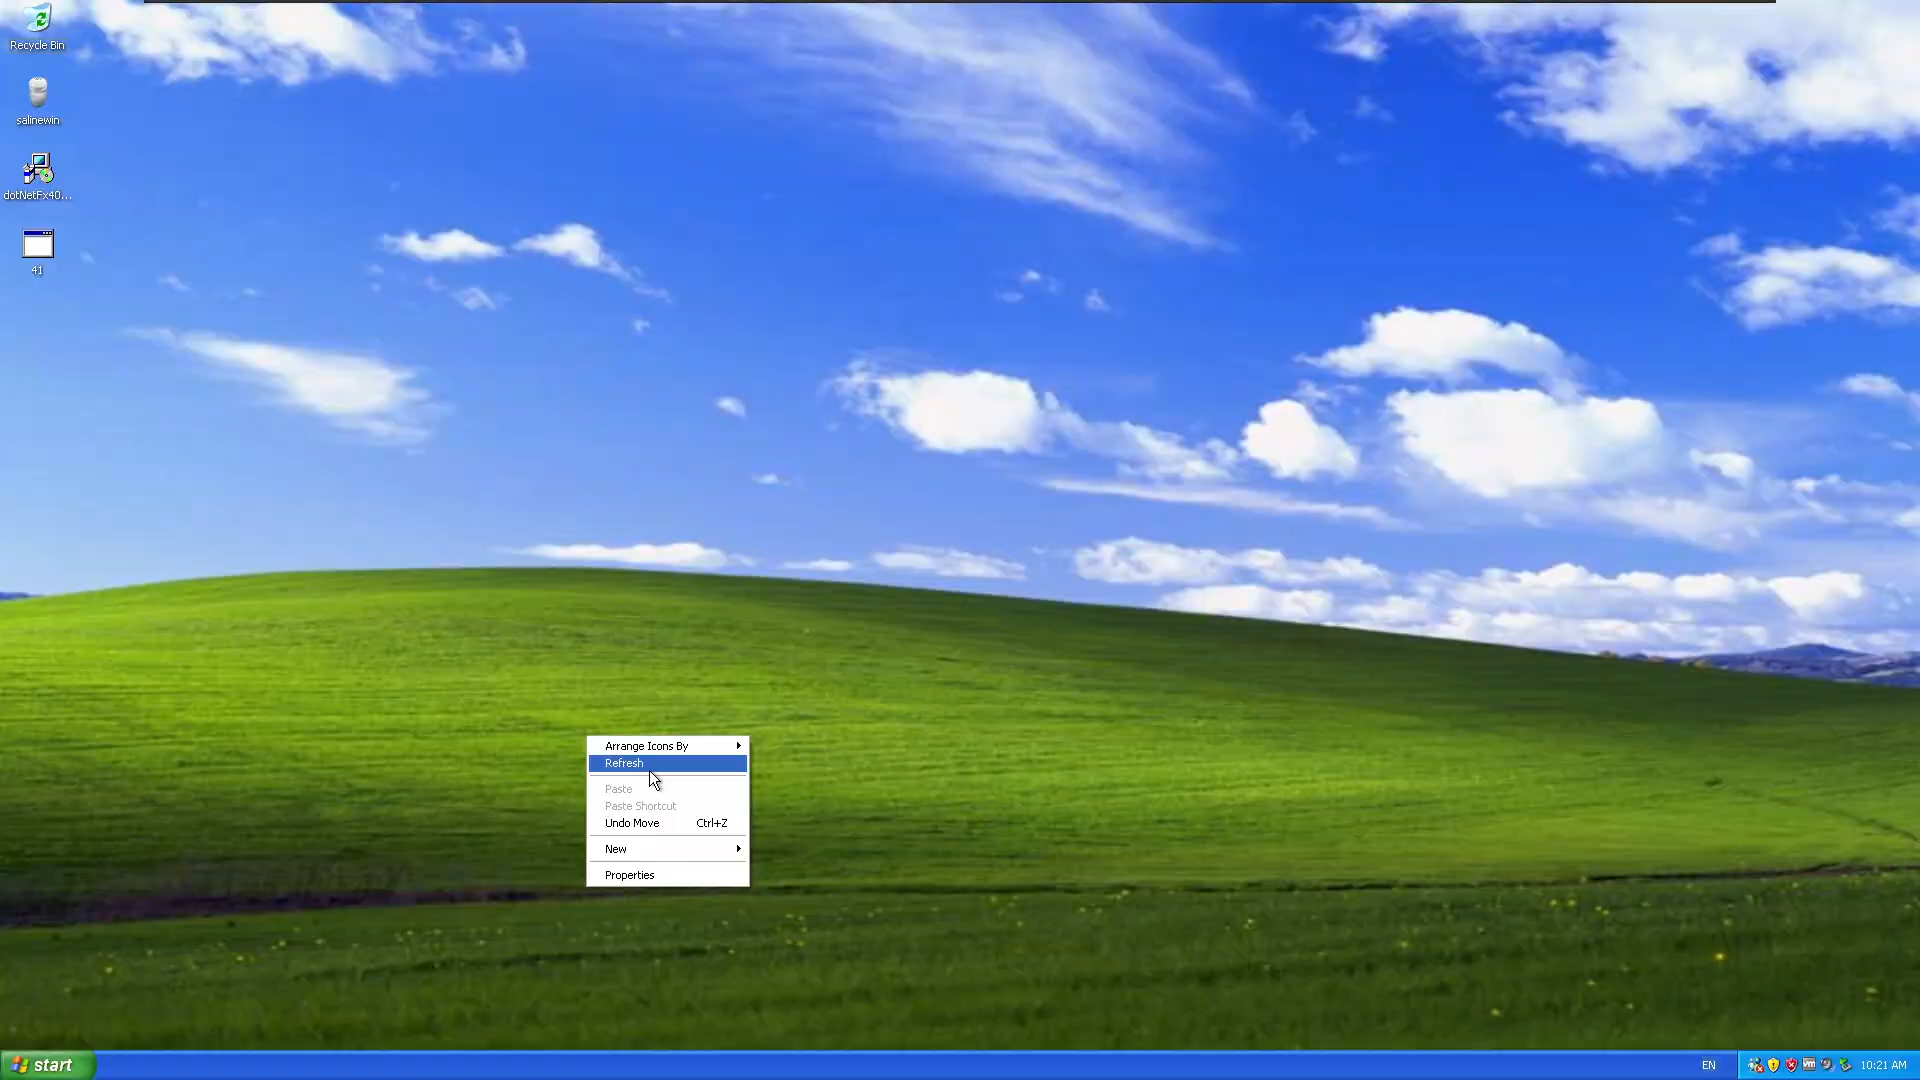 Recycle Bin
salinewin
dotNetFx40...
41
Arrange Icons By
Refresh
Paste
Paste Shortcut
Undo Move Ctrl+Z
New
Properties
start
EN
vm
10:21 AM